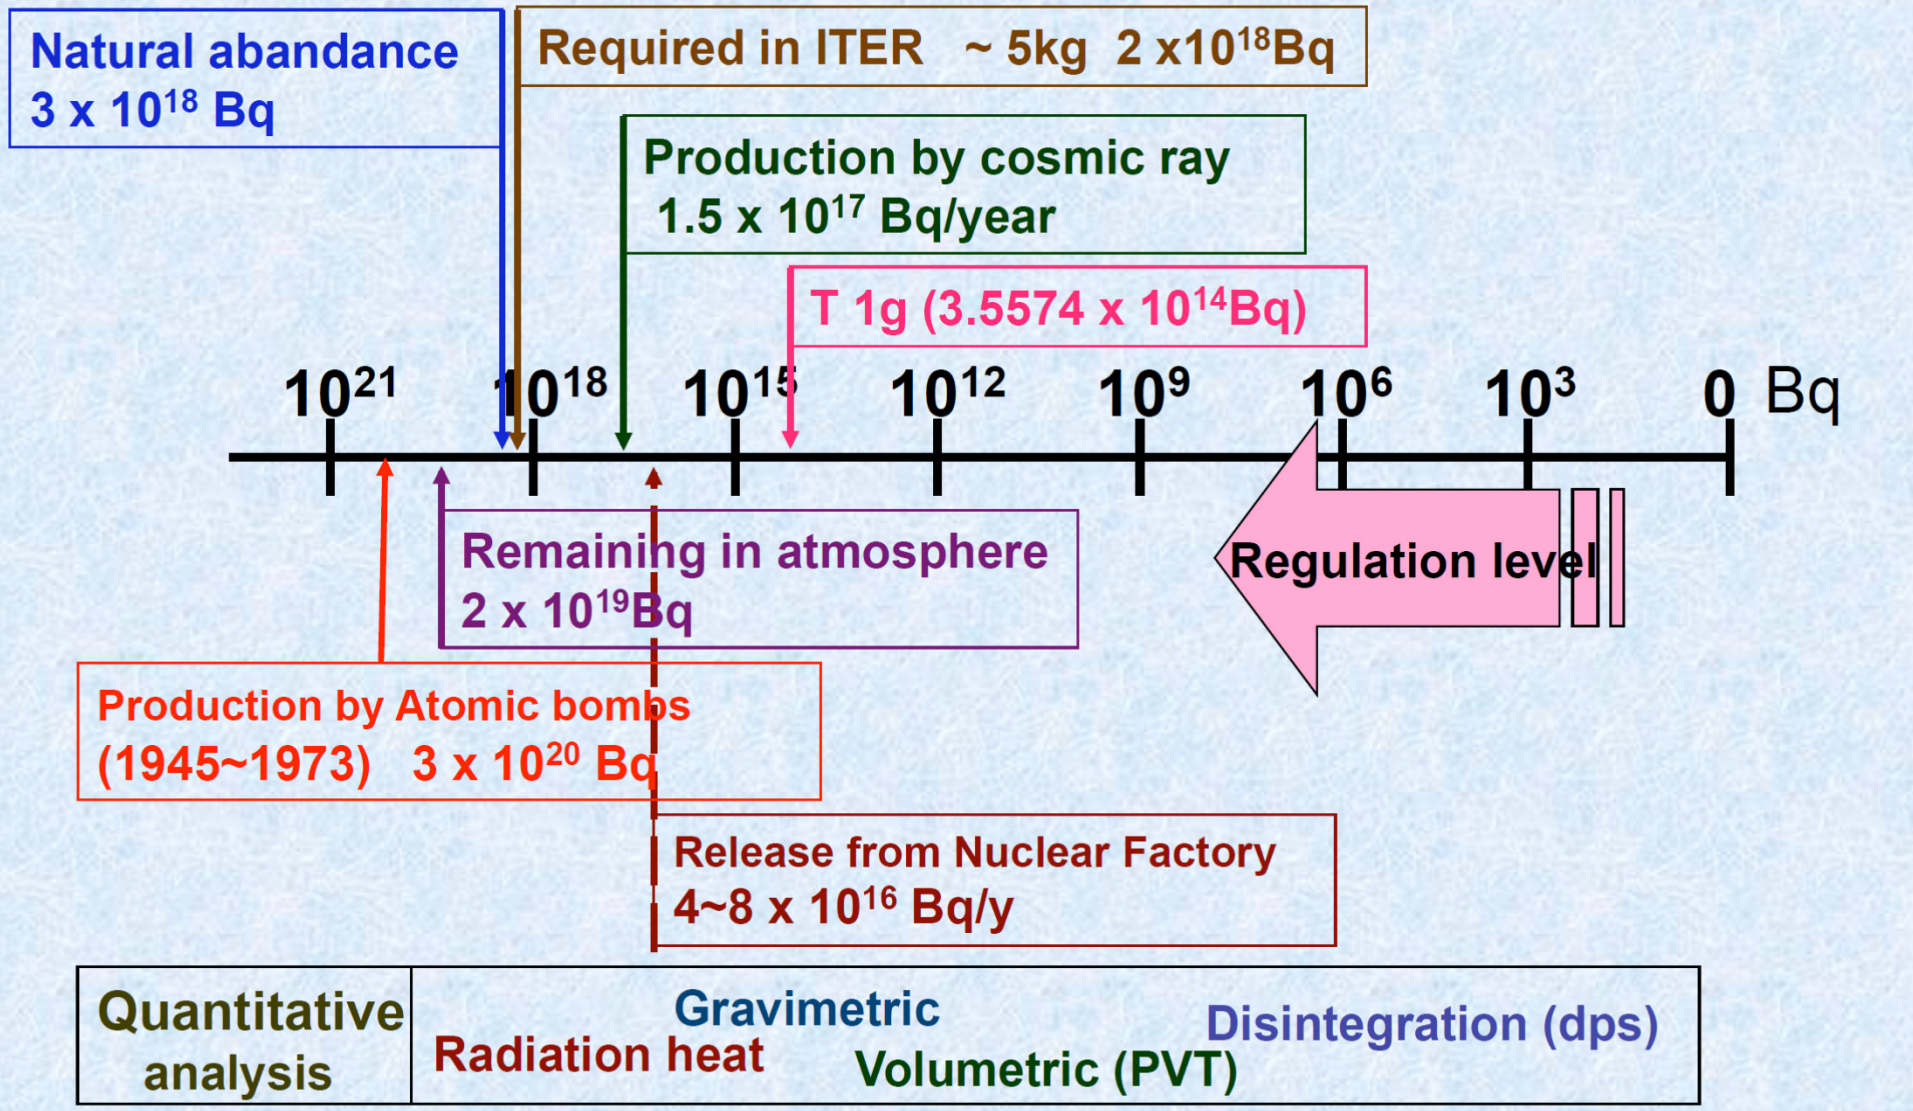 Natural abandance
3 x 10¹⁸ Bq
Required in ITER ~ 5kg 2 x10¹⁸Bq
Production by cosmic ray
1.5 x 10¹⁷ Bq/year
T 1g (3.5574 x 10¹⁴Bq)
10²¹ 10¹⁸ 10¹⁵ 10¹² 10⁹ 10⁶ 10³ 0 Bq
Remaining in atmosphere
2 x 10¹⁹Bq
Regulation level
Production by Atomic bombs
(1945~1973) 3 x 10²⁰ Bq
Release from Nuclear Factory
4~8 x 10¹⁶ Bq/y
Quantitative
analysis
Gravimetric
Radiation heat
Volumetric (PVT)
Disintegration (dps)